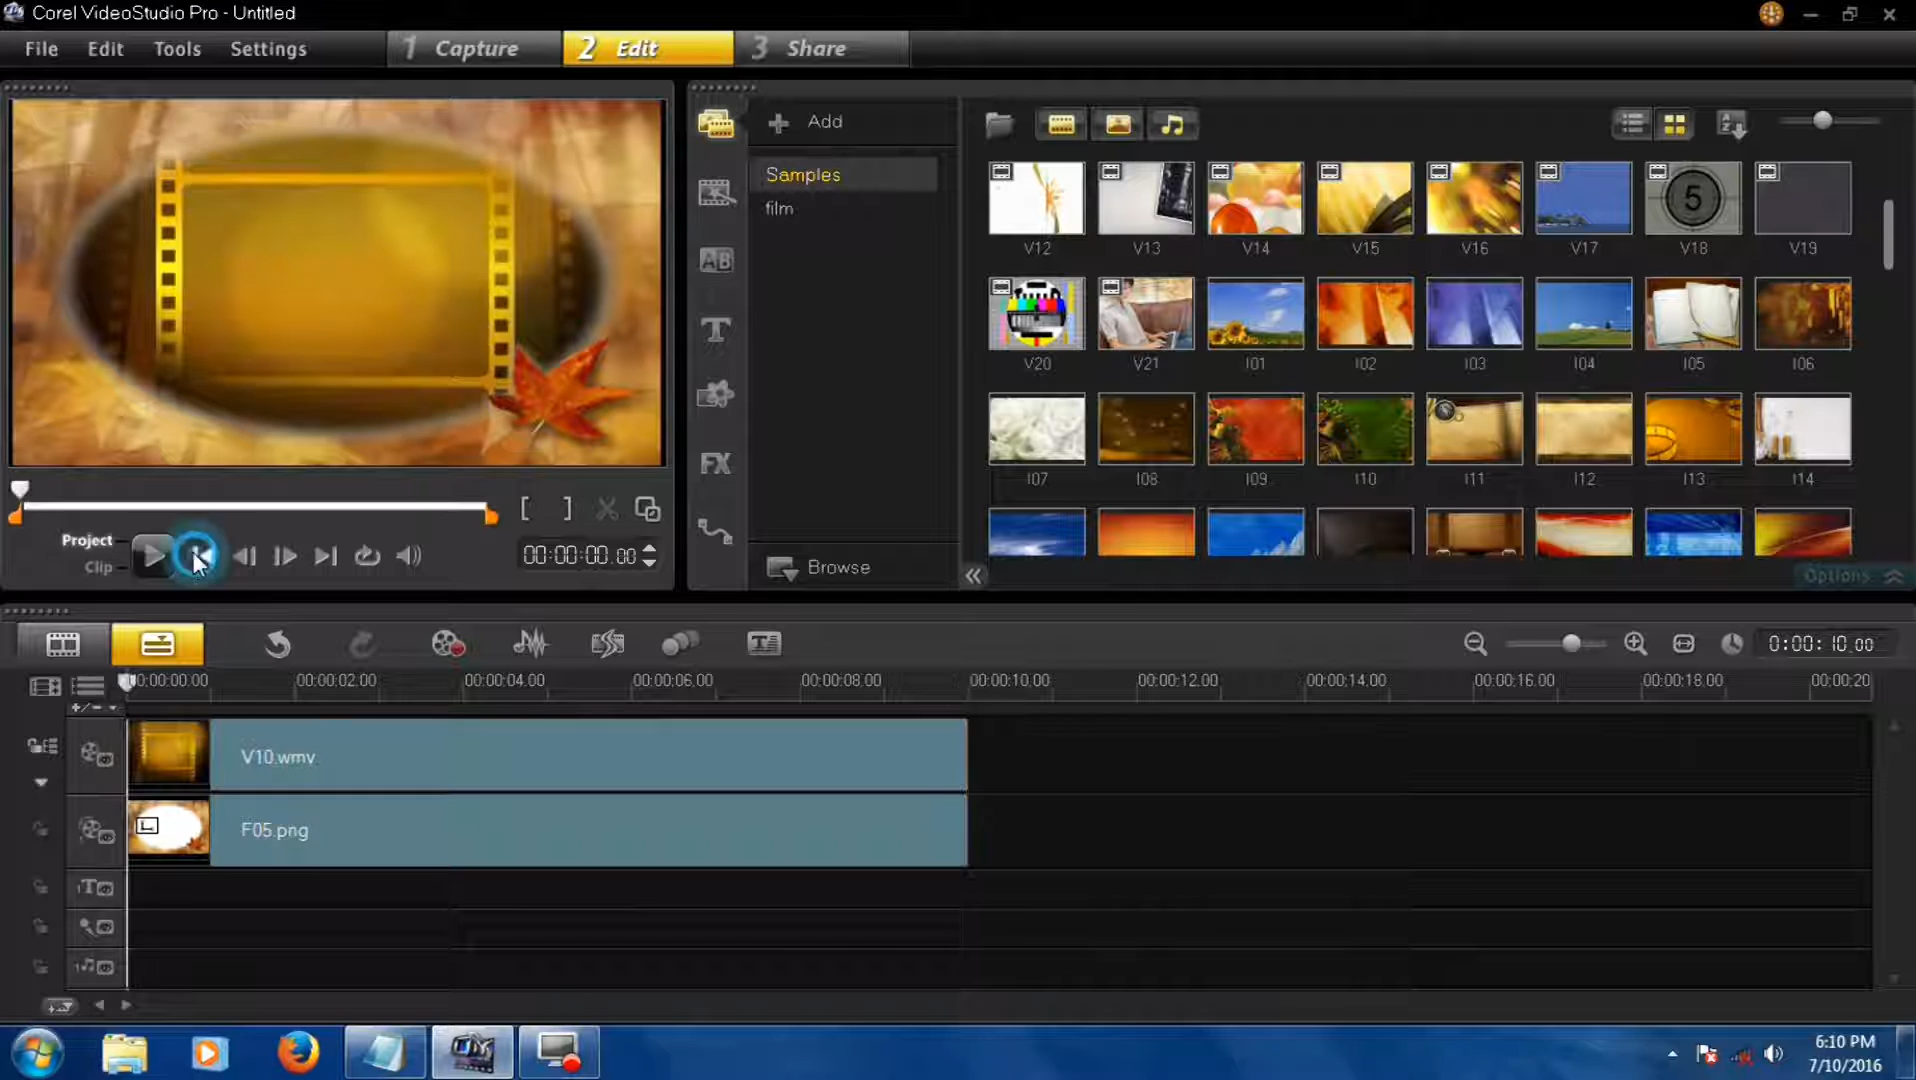 Corel VideoStudio Pro - Untitled
File Edit Tools Settings
1 Capture 2 Edit 3 Share
Add
Samples
film
Browse
V12 V13 V14 V15 V16 V17 V18 V19
5
V20 V21 I01 I02 I03 I04 I05 I06
I07 I08 I09 I10 I11 I12 I13 I14
Options
Project
Clip
00:00:00.00
0:00:10.00
00:00:00.00 00:00:02.00 00:00:04.00 00:00:06.00 00:00:08.00 00:00:10.00 00:00:12.00 00:00:14.00 00:00:16.00 00:00:18.00 00:00:20
V10.wmv
F05.png
6:10 PM
7/10/2016